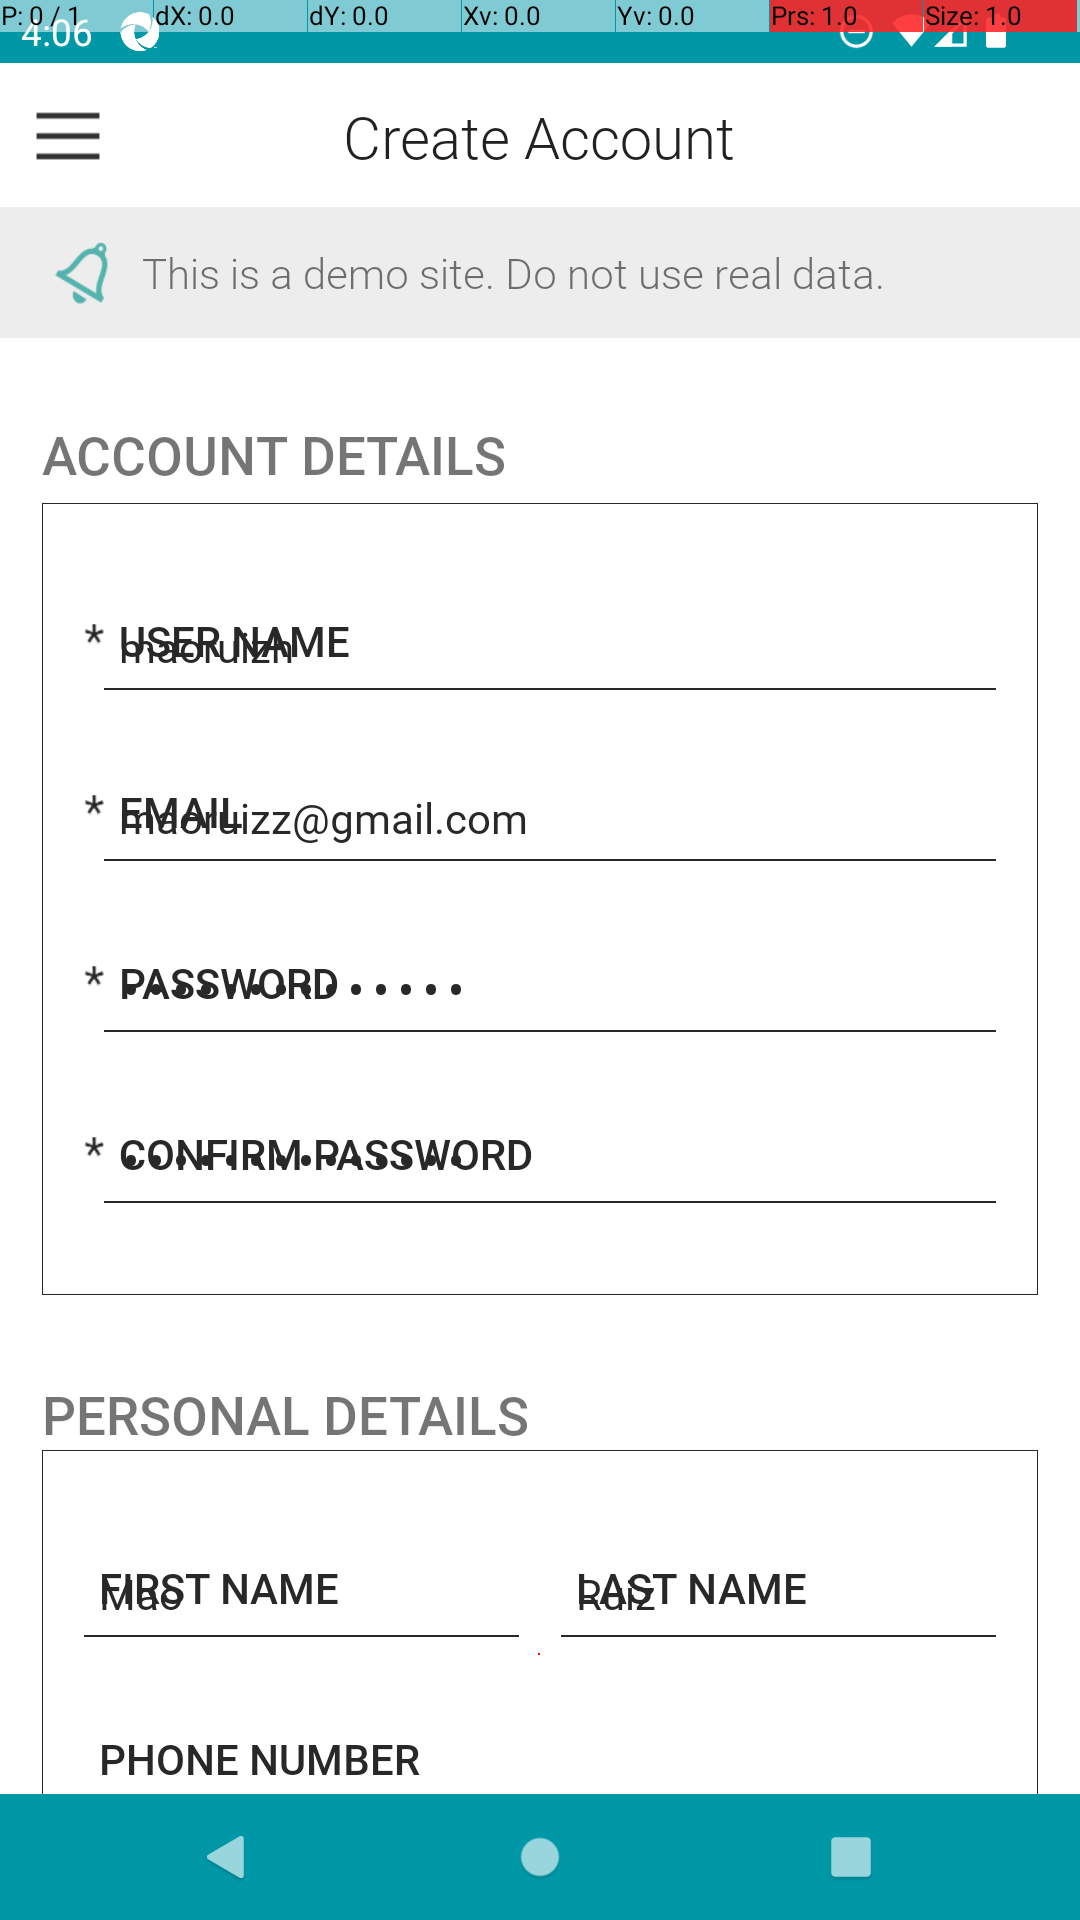 P: 0 / 1 dX: 0.0 dY: 0.0 Xv: 0.0 Yv: 0.0 Prs: 1.0 Size: 1.0
4:06
Create Account
This is a demo site. Do not use real data.
ACCOUNT DETAILS
* USER NAME
maoruizh
* EMAIL
maoruizz@gmail.com
* PASSWORD
* CONFIRM PASSWORD
PERSONAL DETAILS
FIRST NAME LAST NAME
Mao Ruiz
PHONE NUMBER